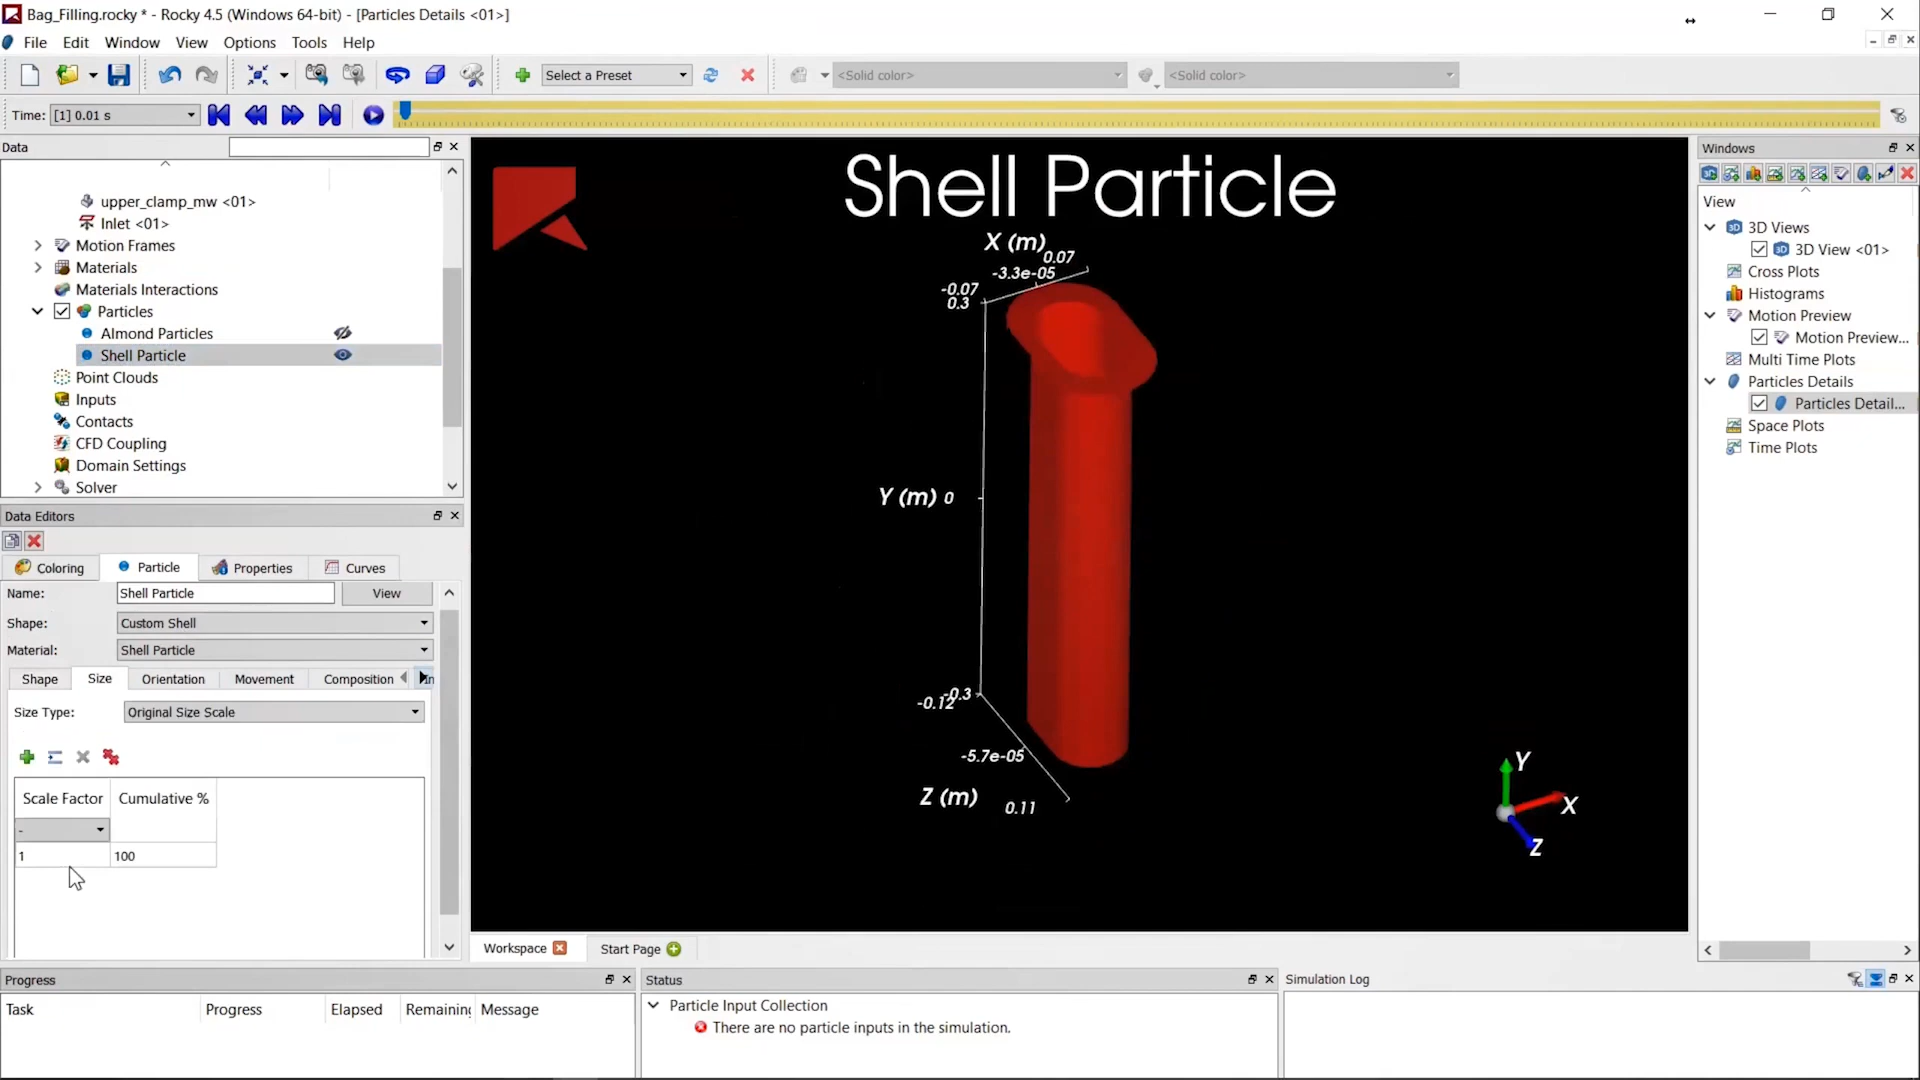 Bag_Filling.rocky * - Rocky 4.5 (Windows 64-bit) - [Particles Details <01>]
File Edit Window View Options Tools Help
Select a Preset <Solid color> <Solid color>
Time: [1] 0.01 s
Data
upper_clamp_mw <01>
Inlet <01>
Motion Frames
Materials
Materials Interactions
Particles
Almond Particles
Shell Particle
Point Clouds
Inputs
Contacts
CFD Coupling
Domain Settings
Solver
Data Editors
Coloring Particle Properties Curves
Name: Shell Particle View
Shape: Custom Shell
Material: Shell Particle
Shape Size Orientation Movement Composition In
Size Type: Original Size Scale
Scale Factor Cumulative %
-
1 100
Shell Particle
X (m)
0.07
-3.3e-05
-0.07
0.3
Y (m) 0
-0.3
-0.12
-5.7e-05
Z (m) 0.11
Y
X
Z
Workspace Start Page
Windows
View
3D Views
3D View <01>
Cross Plots
Histograms
Motion Preview
Motion Preview...
Multi Time Plots
Particles Details
Particles Detail...
Space Plots
Time Plots
Progress
Task Progress Elapsed Remaining Message
Status
Particle Input Collection
There are no particle inputs in the simulation.
Simulation Log